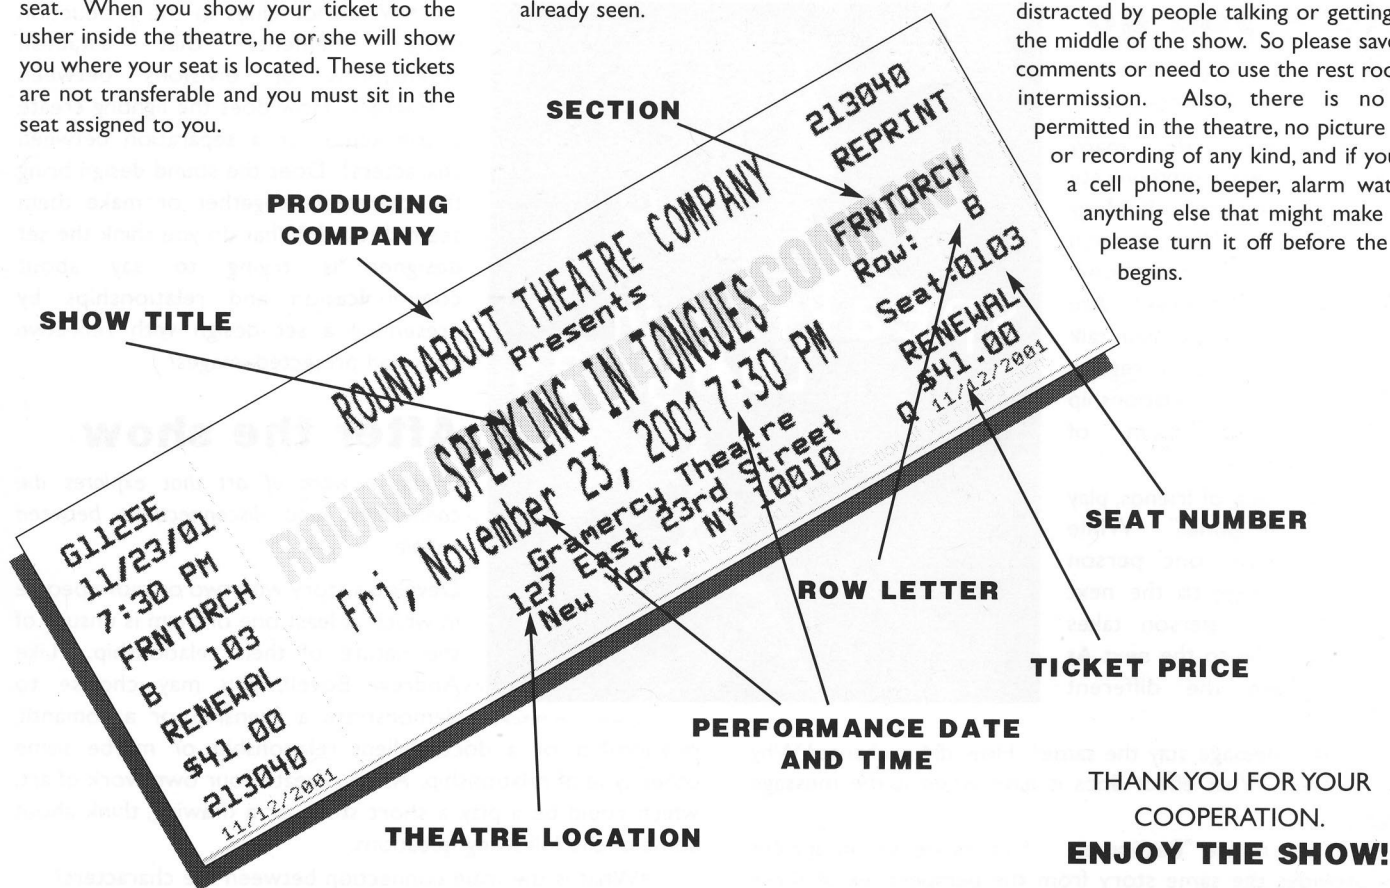 seat. When you show your ticket to the
usher inside the theatre, he or she will show
you where your seat is located. These tickets
are not transferable and you must sit in the
seat assigned to you.
already seen.
distracted by people talking or getting
the middle of the show. So please save
comments or need to use the rest
intermission. Also, there is no
permitted in the theatre, no picture
or recording of any kind, and if you
a cell phone, beeper, alarm
anything else that might make
please turn it off before the
begins.
SECTION
PRODUCING
COMPANY
SHOW TITLE
ROUNDABOUT THEATRE COMPANY
Presents
SPEAKING IN TONGUES
Fri, November 23, 2001 7:30 PM
Gramercy Theatre
127 East 23rd Street
New York, NY 10010
213040
REPRINT
FRNTORCH
Row: B
Seat:0103
RENEWAL
Q $41.00
11/12/2001
G1125E
11/23/01
7:30 PM
FRNTORCH
B 103
RENEWAL
$41.00
213040
11/12/2001
SEAT NUMBER
ROW LETTER
TICKET PRICE
PERFORMANCE DATE
AND TIME
THEATRE LOCATION
THANK YOU FOR YOUR
COOPERATION.
ENJOY THE SHOW!
After the show